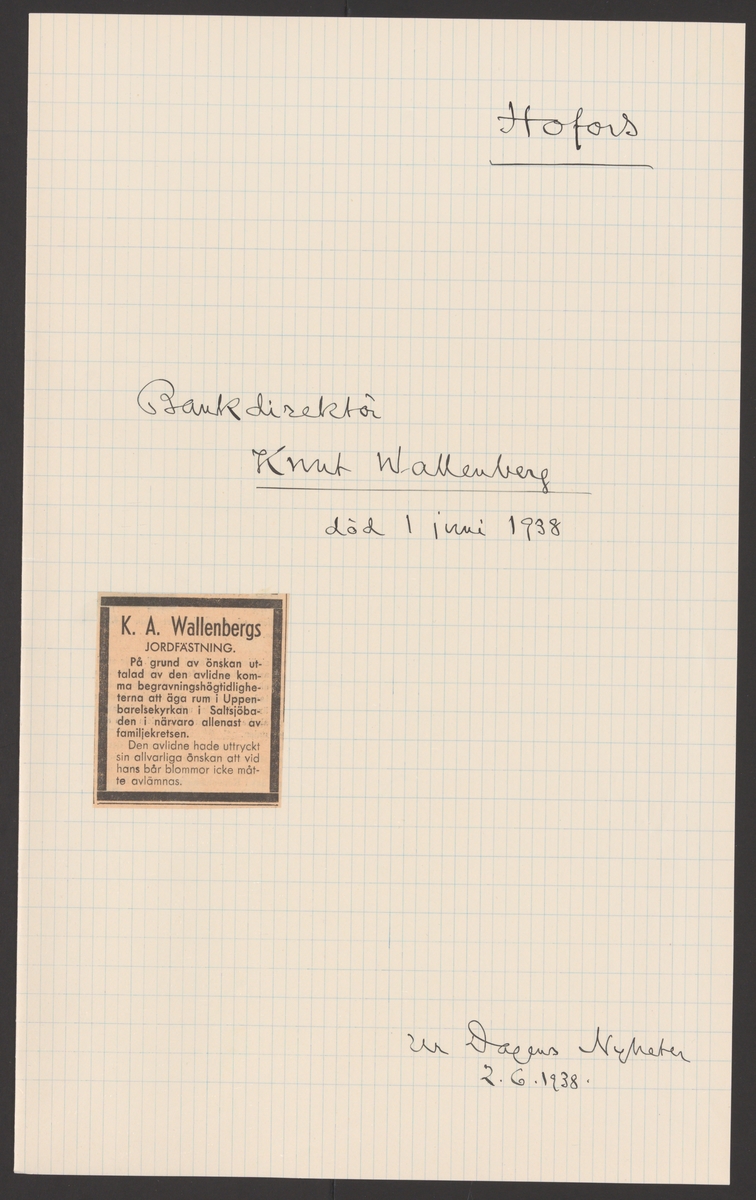 Hofors
Bankdirektör
Knut Wallenberg
död 1 juni 1938
K. A. Wallenbergs
JORDFÄSTNING.
På grund av önskan ut-
talad av den avlidne kom-
ma begravningshögtidlighe-
terna att äga rum i Uppen-
barelsekyrkan i Saltsjöba-
den i närvaro allenast av
familjekretsen.
Den avlidne hade uttryckt
sin allvarliga önskan att vid
hans bår blommor icke måt-
te avlämnas.
ur Dagens Nyheter
2.6.1938.